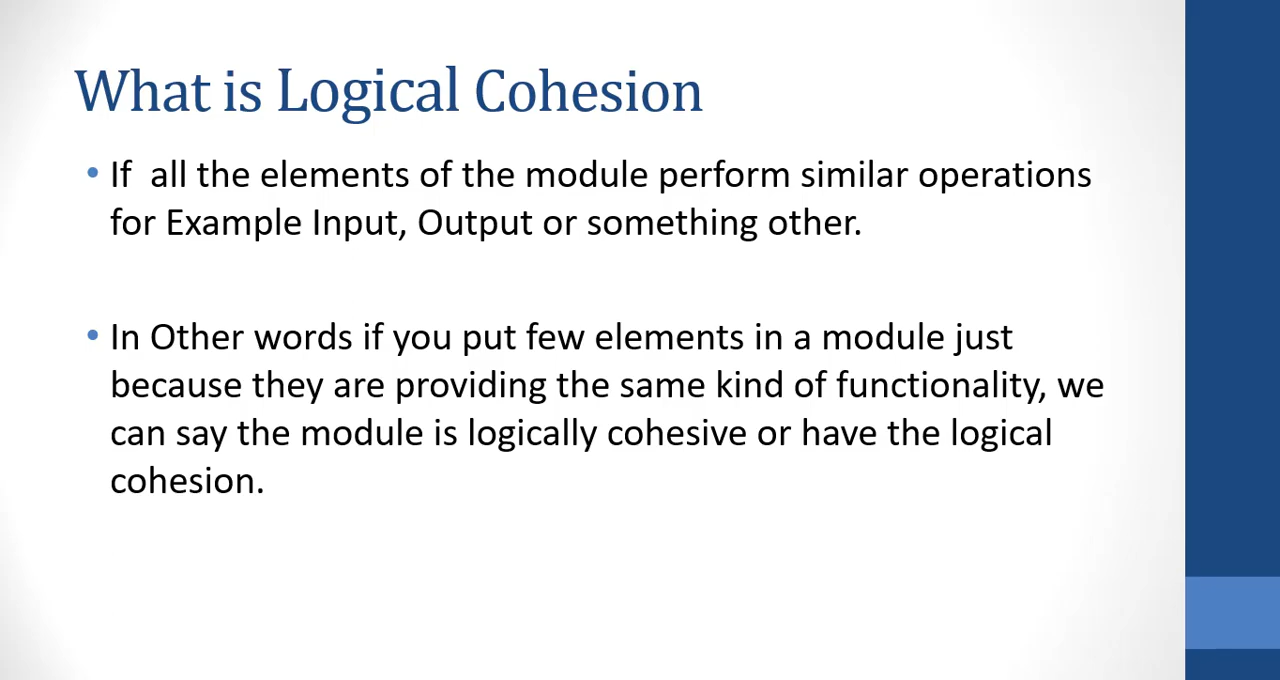 What is Logical Cohesion
• If  all the elements of the module perform similar operations
for Example Input, Output or something other.
• In Other words if you put few elements in a module just
because they are providing the same kind of functionality, we
can say the module is logically cohesive or have the logical
cohesion.